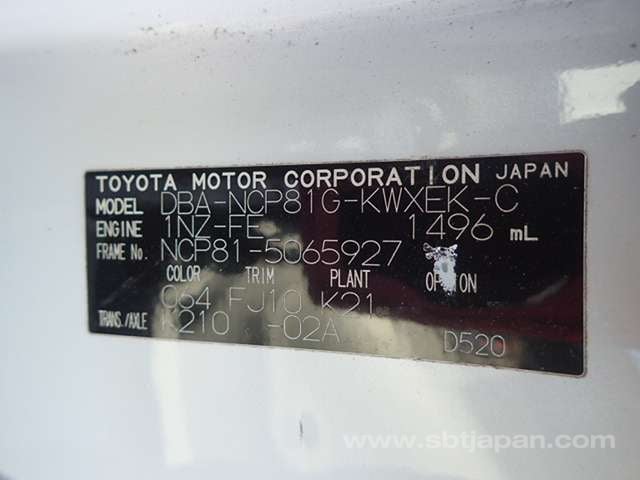 TOYOTA MOTOR CORPORATION JAPAN
MODEL DBA-NCP81G-KWXEK-C
ENGINE 1NZ-FE 1496 mL
FRAME No. NCP81-5065927
COLOR TRIM PLANT OPTION
064 FJ10 K21
TRANS./AXLE K210 -02A D520
www.sbtjapan.com